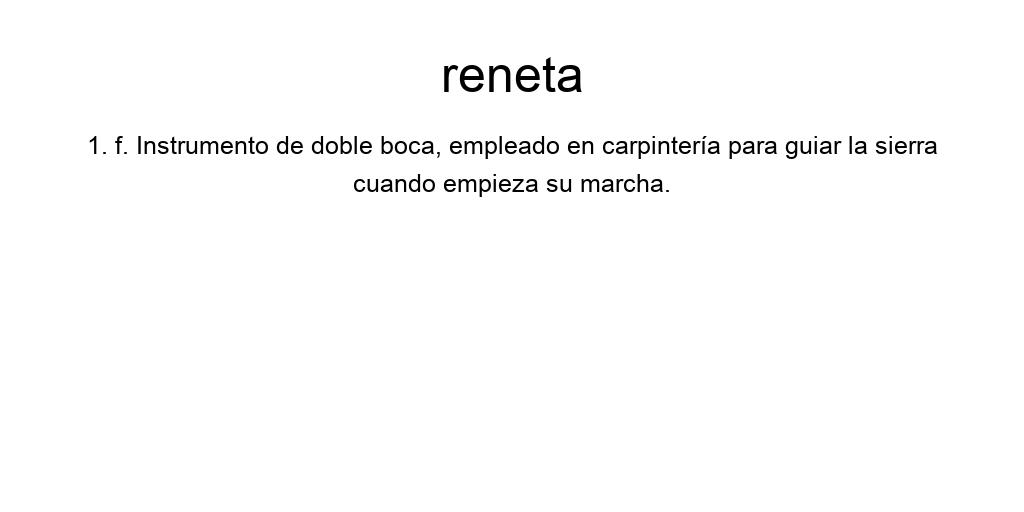 reneta
1. f. Instrumento de doble boca, empleado en carpintería para guiar la sierra
cuando empieza su marcha.